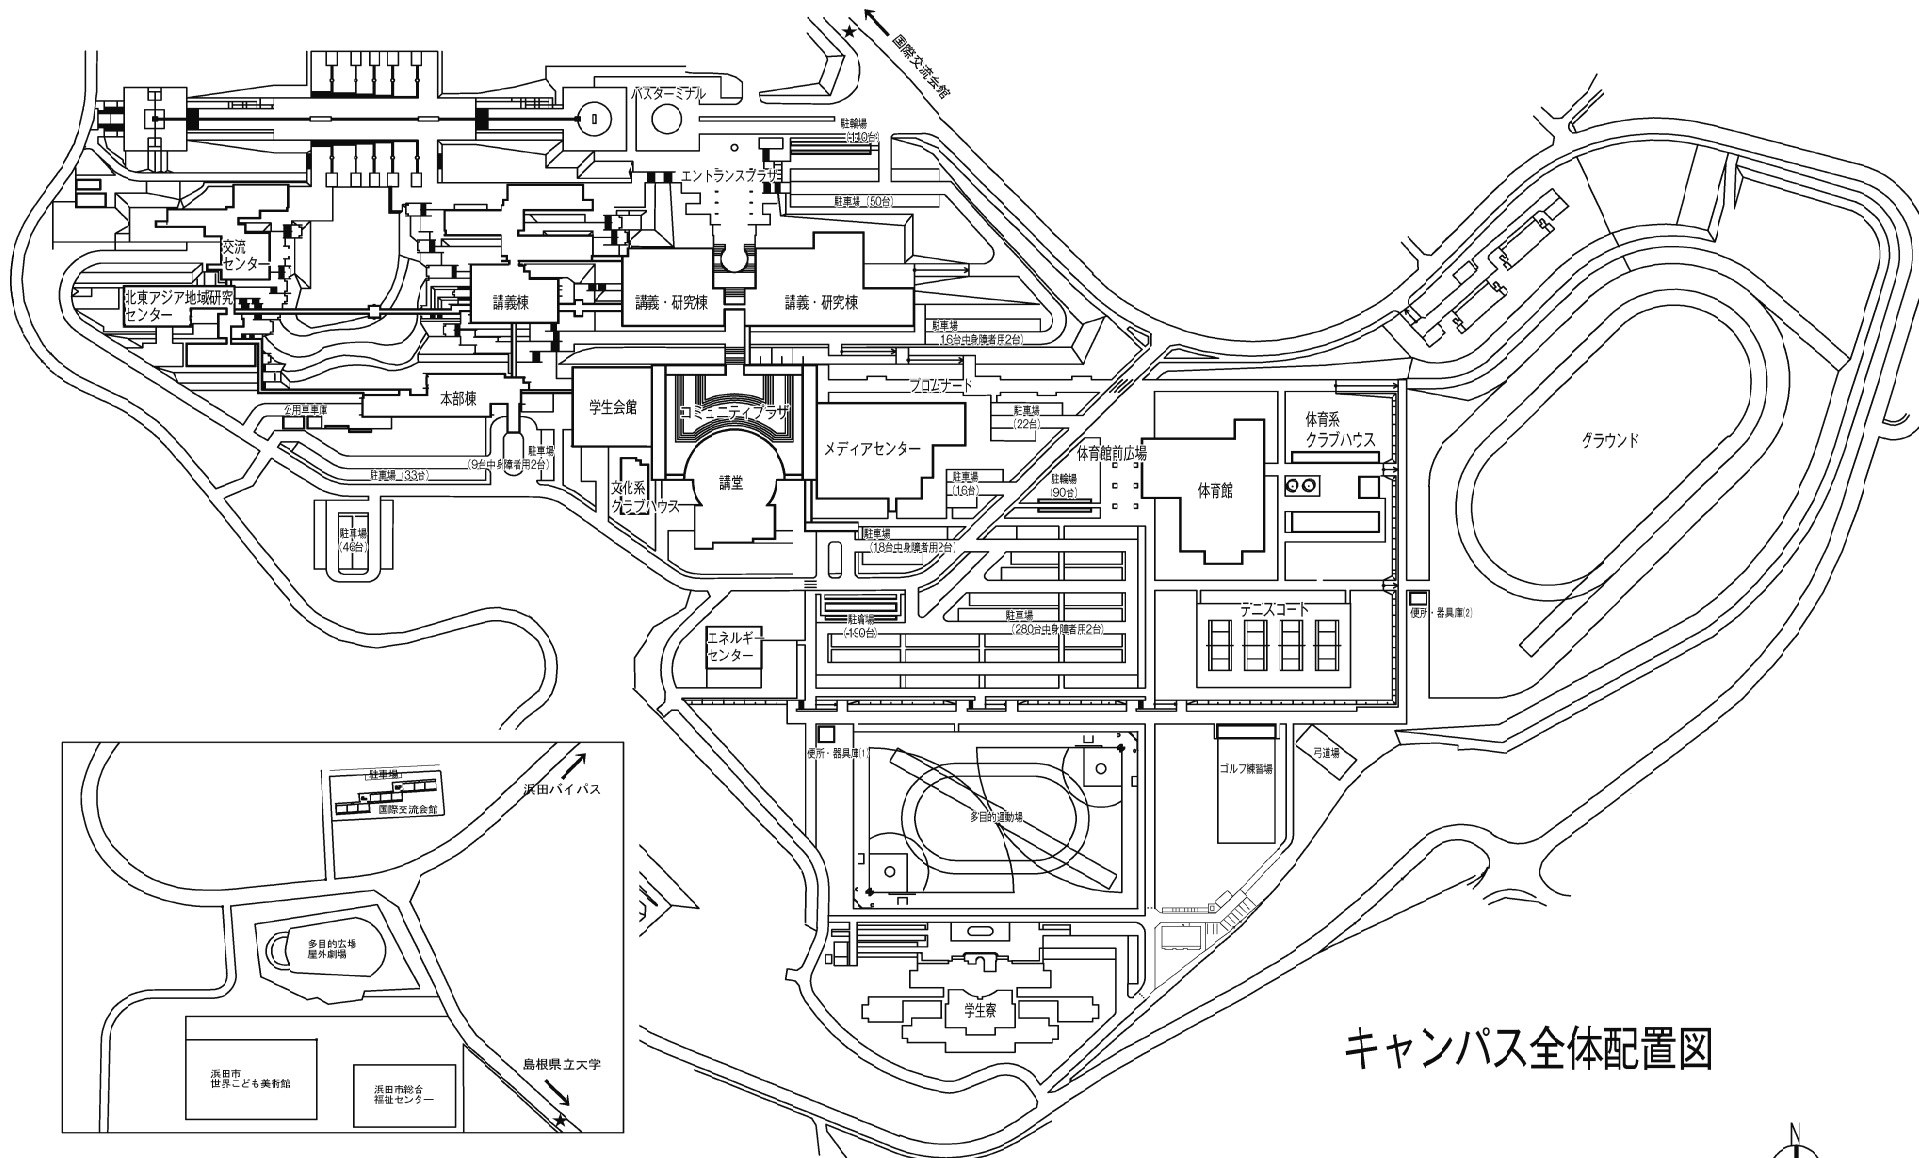 国際交流会館
バスターミナル
駐輪場
(110台)
エントランスプラザ
駐車場 (50台)
交流
センター
北東アジア地域研究
センター
講義棟
講義・研究棟
講義・研究棟
駐車場
16台中身障者用2台)
プロムナード
公用車車庫
本部棟
学生会館
コミュニティプラザ
メディアセンター
駐車場
(22台)
体育館前広場
体育系
クラブハウス
グラウンド
駐車場
(9台中身障者用2台)
駐車場 (33台)
文化系
クラブハウス
講堂
駐車場
(16台)
駐輪場
(90台)
体育館
駐車場
(46台)
駐車場
(18台中身障者用2台)
駐輪場
(190台)
駐車場
(280台中身障者用2台)
テニスコート
便所・器具庫(2)
エネルギー
センター
便所・器具庫(1)
多目的運動場
ゴルフ練習場
弓道場
学生寮
駐車場
国際交流会館
浜田バイパス
多目的広場
屋外劇場
島根県立大学
浜田市
世界こども美術館
浜田市総合
福祉センター
キャンパス全体配置図
N